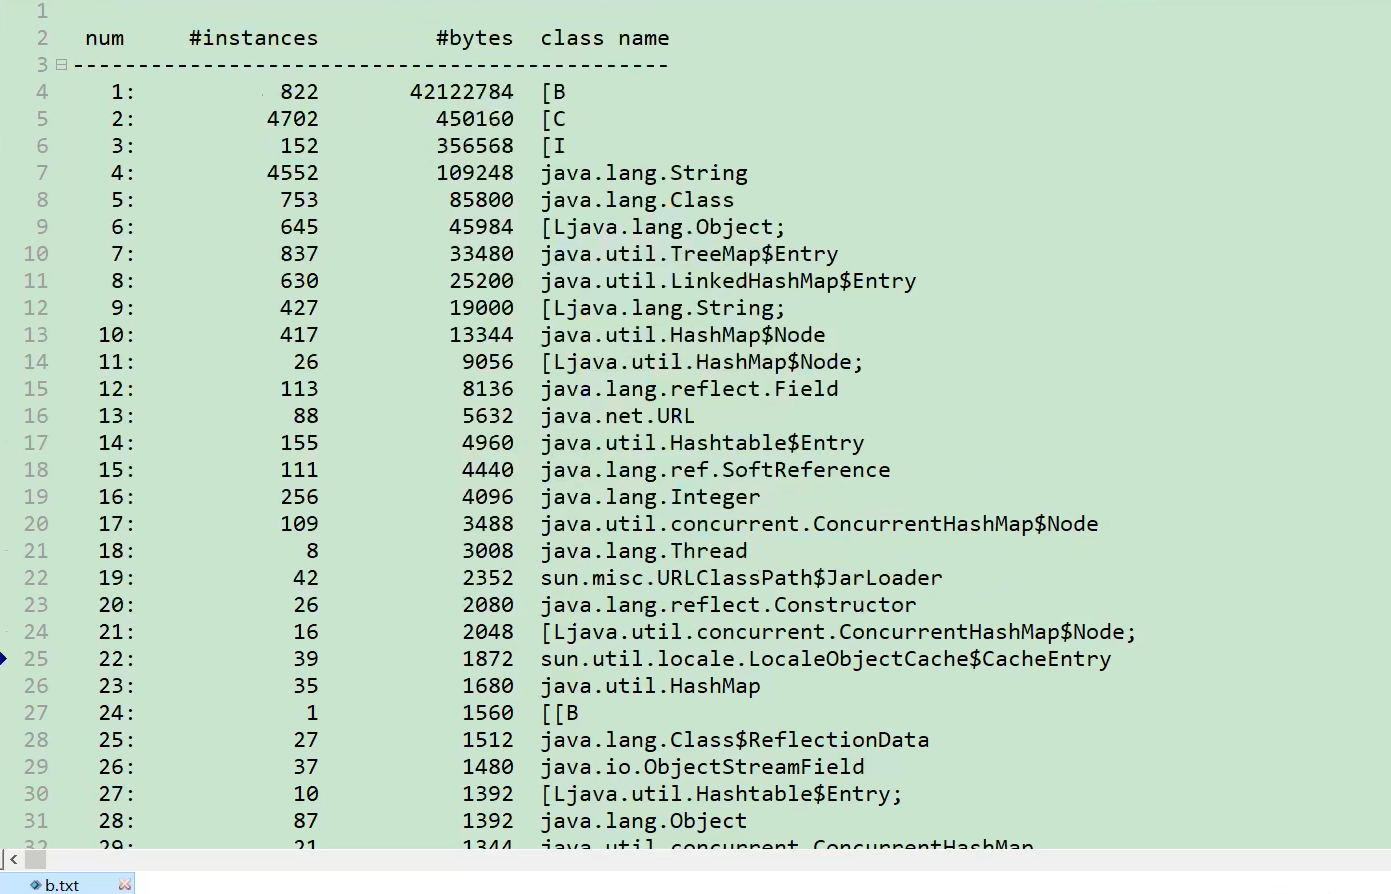 1
2 num #instances #bytes class name
3 ----------------------------------------------
4 1: 822 42122784 [B
5 2: 4702 450160 [C
6 3: 152 356568 [I
7 4: 4552 109248 java.lang.String
8 5: 753 85800 java.lang.Class
9 6: 645 45984 [Ljava.lang.Object;
10 7: 837 33480 java.util.TreeMap$Entry
11 8: 630 25200 java.util.LinkedHashMap$Entry
12 9: 427 19000 [Ljava.lang.String;
13 10: 417 13344 java.util.HashMap$Node
14 11: 26 9056 [Ljava.util.HashMap$Node;
15 12: 113 8136 java.lang.reflect.Field
16 13: 88 5632 java.net.URL
17 14: 155 4960 java.util.Hashtable$Entry
18 15: 111 4440 java.lang.ref.SoftReference
19 16: 256 4096 java.lang.Integer
20 17: 109 3488 java.util.concurrent.ConcurrentHashMap$Node
21 18: 8 3008 java.lang.Thread
22 19: 42 2352 sun.misc.URLClassPath$JarLoader
23 20: 26 2080 java.lang.reflect.Constructor
24 21: 16 2048 [Ljava.util.concurrent.ConcurrentHashMap$Node;
25 22: 39 1872 sun.util.locale.LocaleObjectCache$CacheEntry
26 23: 35 1680 java.util.HashMap
27 24: 1 1560 [[B
28 25: 27 1512 java.lang.Class$ReflectionData
29 26: 37 1480 java.io.ObjectStreamField
30 27: 10 1392 [Ljava.util.Hashtable$Entry;
31 28: 87 1392 java.lang.Object
32 29: 21 1344 java.util.concurrent.ConcurrentHashMap
b.txt